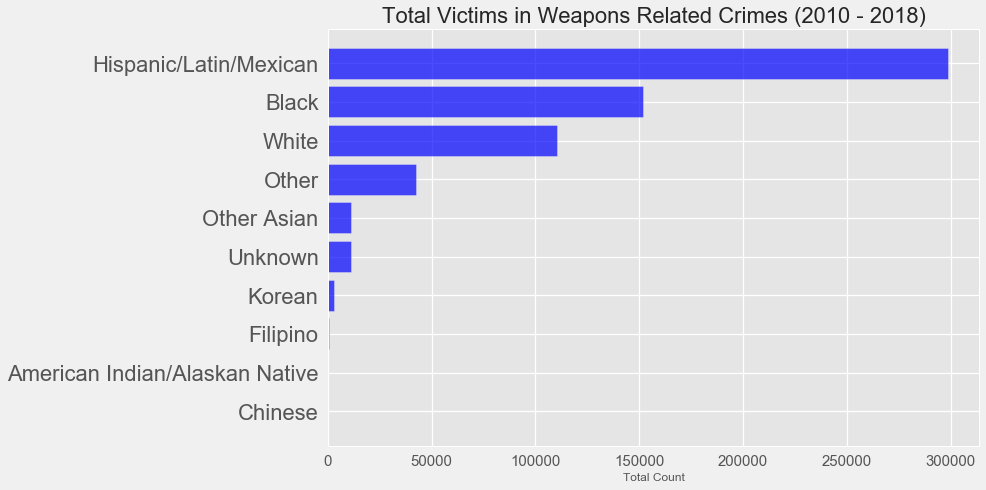 Total Victims in Weapons Related Crimes (2010 - 2018)
Hispanic/Latin/Mexican
Black
White
Other
Other Asian
Unknown
Korean
Filipino
American Indian/Alaskan Native
Chinese
0 50000 100000 150000 200000 250000 300000
Total Count